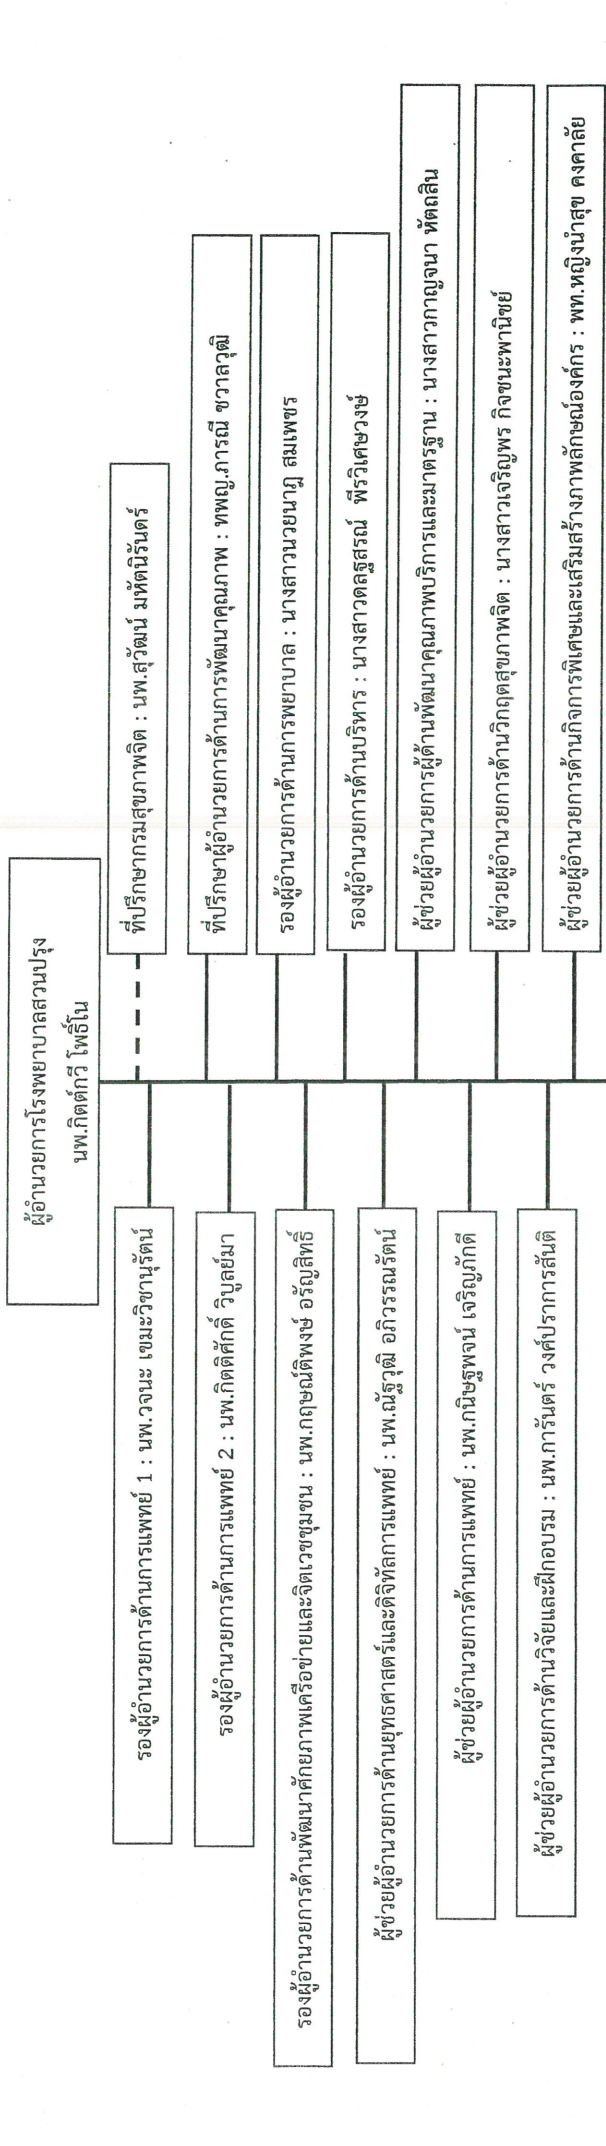 ผู้อำนวยการโรงพยาบาลสวนปรุง
นพ.กิตต์กวี โพธิ์โน
รองผู้อำนวยการด้านการแพทย์ 1 : นพ.วจนะ เขมะวิชานุรัตน์
รองผู้อำนวยการด้านการแพทย์ 2 : นพ.กิตติศักดิ์ วิบูลย์มา
รองผู้อำนวยการด้านพัฒนาศักยภาพเครือข่ายและจิตเวชชุมชน : นพ.กฤษณ์ติพงษ์ อรัญสิทธิ์
ผู้ช่วยผู้อำนวยการด้านยุทธศาสตร์และดิจิทัลการแพทย์ : นพ.ณัฐวุฒิ อภิวรรณรัตน์
ผู้ช่วยผู้อำนวยการด้านการแพทย์ : นพ.กนิษฐพจน์ เจริญภักดี
ผู้ช่วยผู้อำนวยการด้านวิจัยและฝึกอบรม : นพ.การันตร์ วงศ์ปราการสันติ
ที่ปรึกษากรมสุขภาพจิต : นพ.สุวัฒน์ มหัตนิรันดร์
ที่ปรึกษาผู้อำนวยการด้านการพัฒนาคุณภาพ : ทพญ.ภารณี ชวาลวุฒิ
รองผู้อำนวยการด้านการพยาบาล : นางสาวนวยนาฏ สมเพชร
รองผู้อำนวยการด้านบริหาร : นางสาวดลฐสรณ์ พีรวิเศษวงษ์
ผู้ช่วยผู้อำนวยการผู้ด้านพัฒนาคุณภาพบริการและมาตรฐาน : นางสาวกาญจนา หัตถสิน
ผู้ช่วยผู้อำนวยการด้านวิกฤตสุขภาพจิต : นางสาวเจริญพร กิจชนะพานิชย์
ผู้ช่วยผู้อำนวยการด้านกิจการพิเศษและเสริมสร้างภาพลักษณ์องค์กร : พท.หญิงนำสุข คงคาลัย